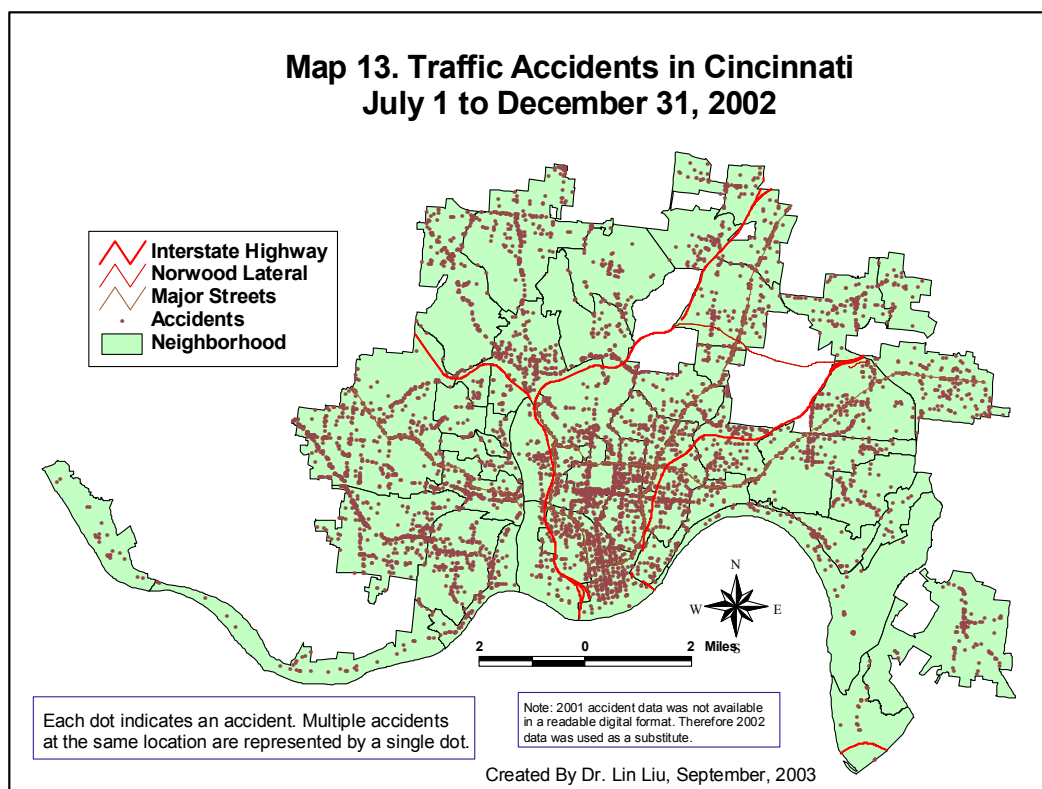 Map 13. Traffic Accidents in Cincinnati
July 1 to December 31, 2002
Interstate Highway
Norwood Lateral
Major Streets
Accidents
Neighborhood
N
W
E
S
2
0
2
Miles
Each dot indicates an accident. Multiple accidents
at the same location are represented by a single dot.
Note: 2001 accident data was not available
in a readable digital format. Therefore 2002
data was used as a substitute.
Created By Dr. Lin Liu, September, 2003